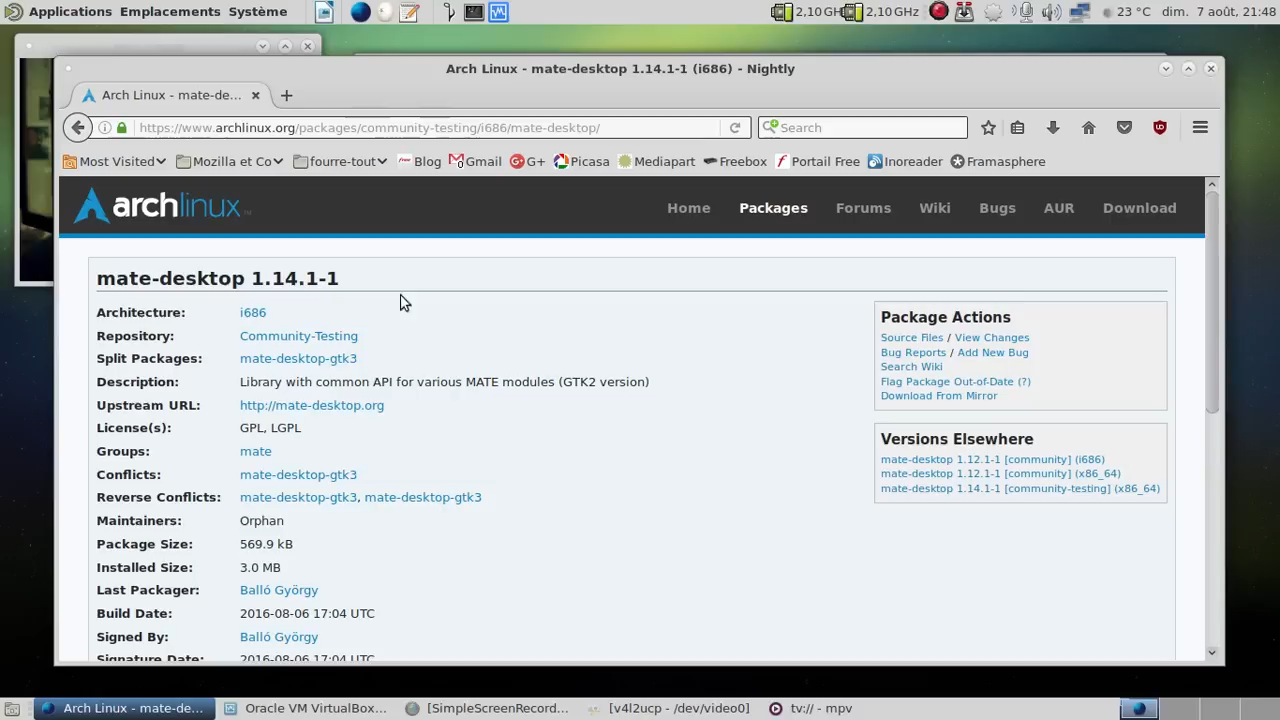 Applications Emplacements Système 2,10 GH 2,10 GHz 23 °C dim. 7 août, 21:48
Arch Linux - mate-desktop 1.14.1-1 (i686) - Nightly
Arch Linux - mate-de...
https://www.archlinux.org/packages/community-testing/i686/mate-desktop/ Search
Most Visited Mozilla et Co fourre-tout Blog Gmail G+ Picasa Mediapart Freebox Portail Free Inoreader Framasphere
archlinux Home Packages Forums Wiki Bugs AUR Download
mate-desktop 1.14.1-1
Architecture: i686
Repository: Community-Testing
Split Packages: mate-desktop-gtk3
Description: Library with common API for various MATE modules (GTK2 version)
Upstream URL: http://mate-desktop.org
License(s): GPL, LGPL
Groups: mate
Conflicts: mate-desktop-gtk3
Reverse Conflicts: mate-desktop-gtk3, mate-desktop-gtk3
Maintainers: Orphan
Package Size: 569.9 kB
Installed Size: 3.0 MB
Last Packager: Balló György
Build Date: 2016-08-06 17:04 UTC
Signed By: Balló György
Signature Date: 2016-08-06 17:04 UTC
Package Actions
Source Files / View Changes
Bug Reports / Add New Bug
Search Wiki
Flag Package Out-of-Date (?)
Download From Mirror
Versions Elsewhere
mate-desktop 1.12.1-1 [community] (i686)
mate-desktop 1.12.1-1 [community] (x86_64)
mate-desktop 1.14.1-1 [community-testing] (x86_64)
Arch Linux - mate-de... Oracle VM VirtualBox... [SimpleScreenRecord... [v4l2ucp - /dev/video0] tv:// - mpv